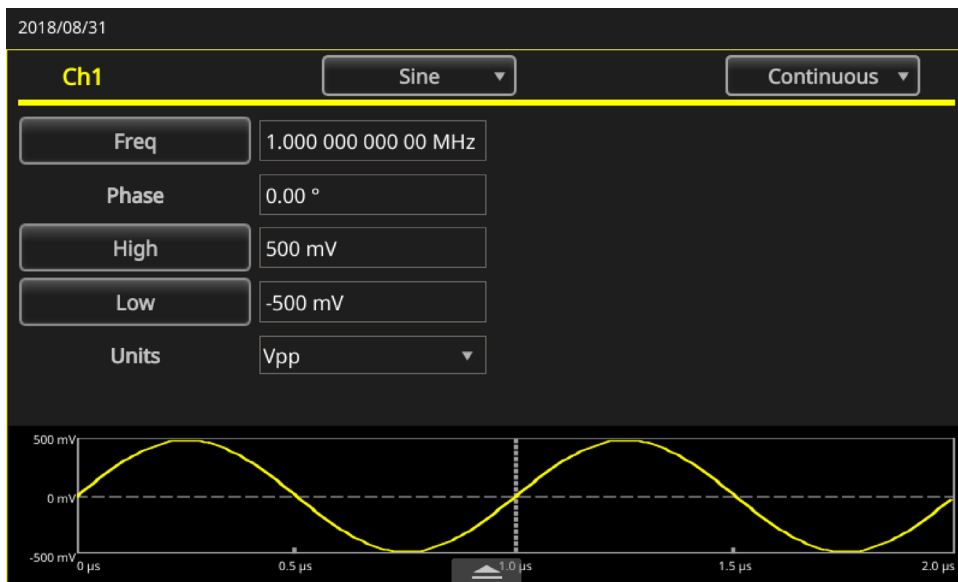 2018/08/31
Ch1 Sine Continuous
Freq 1.000 000 000 00 MHz
Phase 0.00 °
High 500 mV
Low -500 mV
Units Vpp
500 mV
0 mV
-500 mV
0 µs 0.5 µs 1.0 µs 1.5 µs 2.0 µs